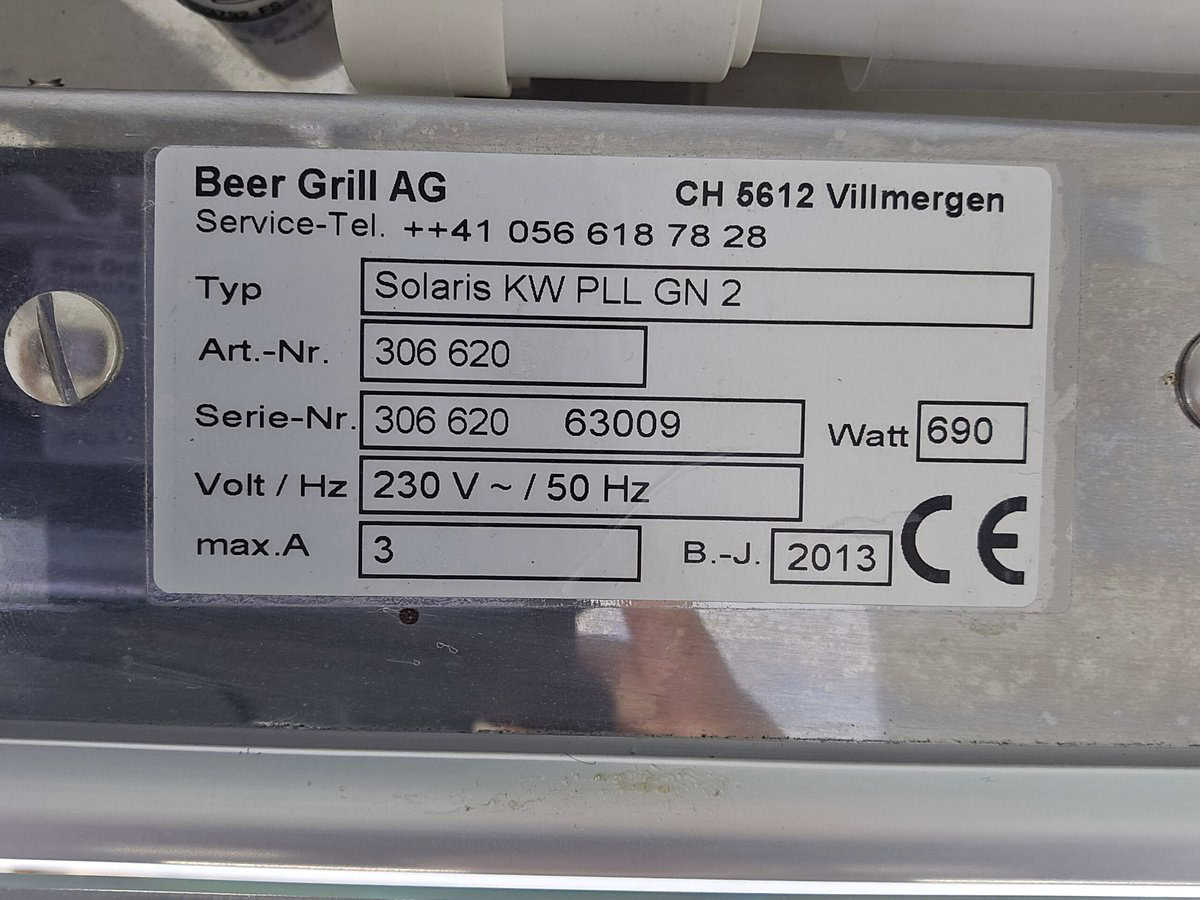 Beer Grill AG CH 5612 Villmergen
Service-Tel. ++41 056 618 78 28
Typ Solaris KW PLL GN 2
Art.-Nr. 306 620
Serie-Nr. 306 620 63009 Watt 690
Volt / Hz 230 V ~ / 50 Hz
max.A 3 B.-J. 2013 CE